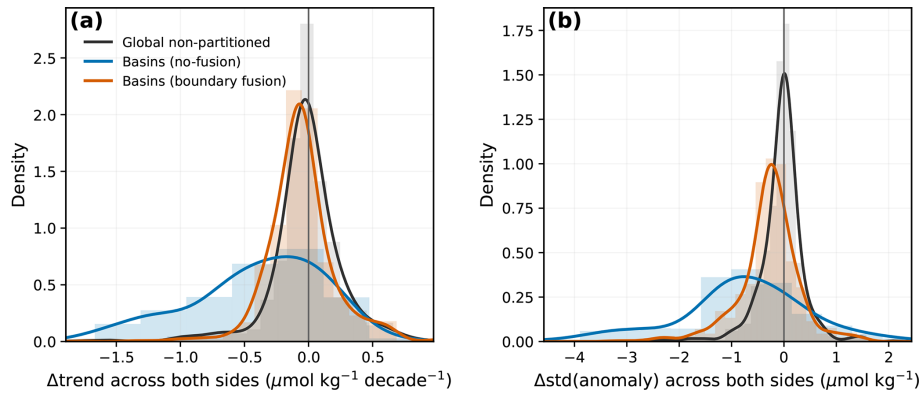 (a)
Global non-partitioned
Basins (no-fusion)
Basins (boundary fusion)
Density
2.5
2.0
1.5
1.0
0.5
0.0
−1.5 −1.0 −0.5 0.0 0.5
Δtrend across both sides (μmol kg⁻¹ decade⁻¹)
(b)
Density
1.75
1.50
1.25
1.00
0.75
0.50
0.25
0.00
−4 −3 −2 −1 0 1 2
Δstd(anomaly) across both sides (μmol kg⁻¹)